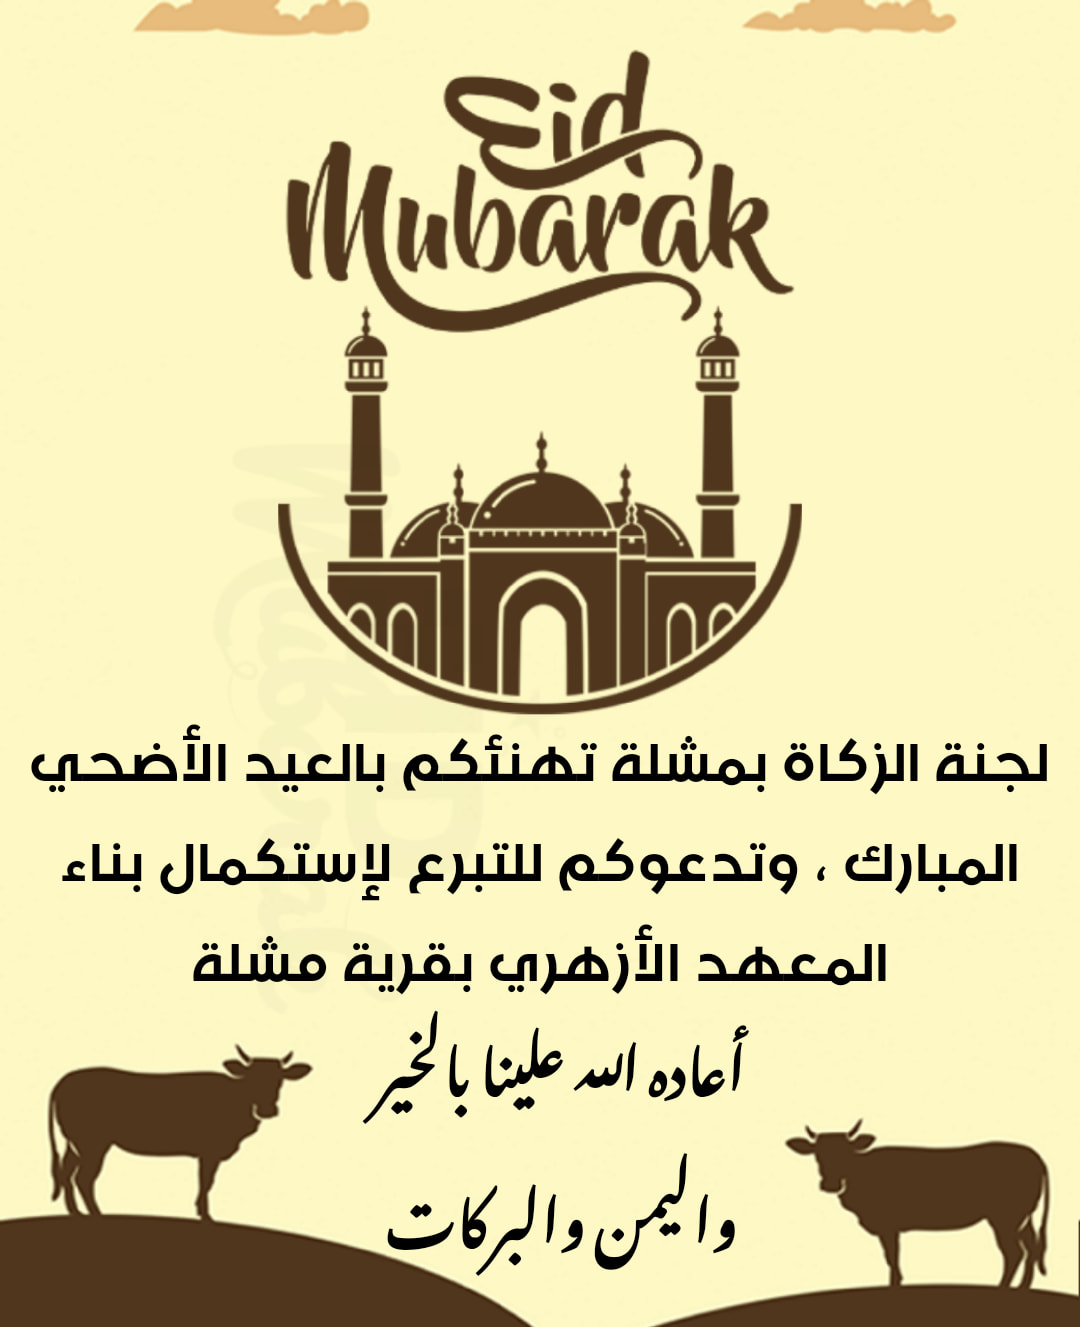 Eid
Mubarak
لجنة الزكاة بمشلة تهنئكم بالعيد الأضحي
المبارك ، وتدعوكم للتبرع لإستكمال بناء
المعهد الأزهري بقرية مشلة
أعاده الله علينا بالخير
واليمن والبركات